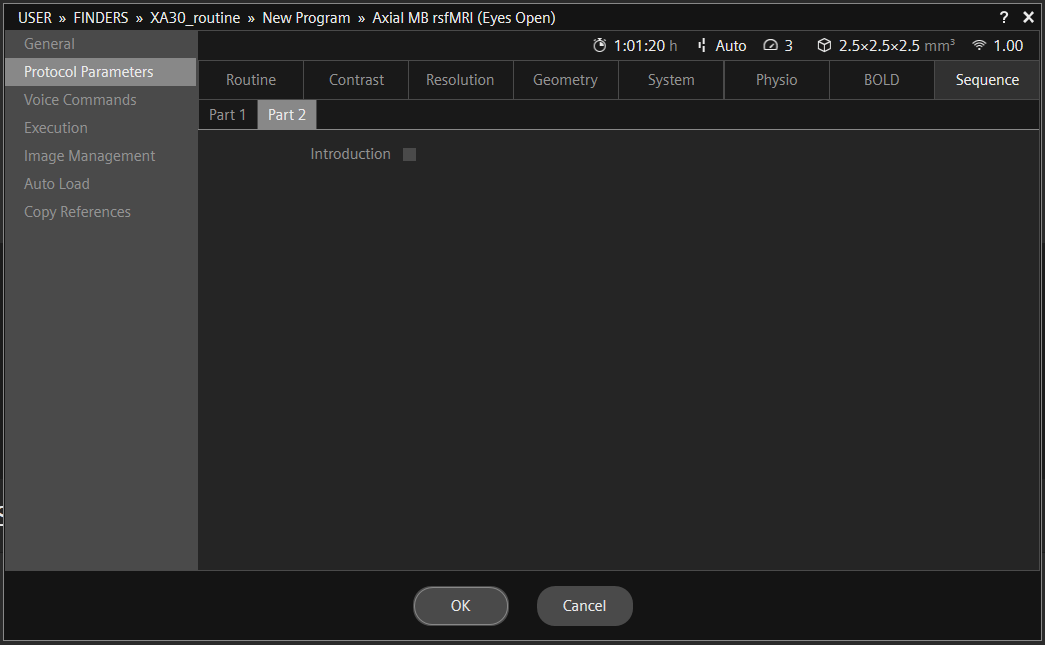 USER » FINDERS » XA30_routine » New Program » Axial MB rsfMRI (Eyes Open) ? ×
General
Protocol Parameters
Voice Commands
Execution
Image Management
Auto Load
Copy References
1:01:20 h Auto 3 2.5×2.5×2.5 mm³ 1.00
Routine Contrast Resolution Geometry System Physio BOLD Sequence
Part 1 Part 2
Introduction
OK Cancel